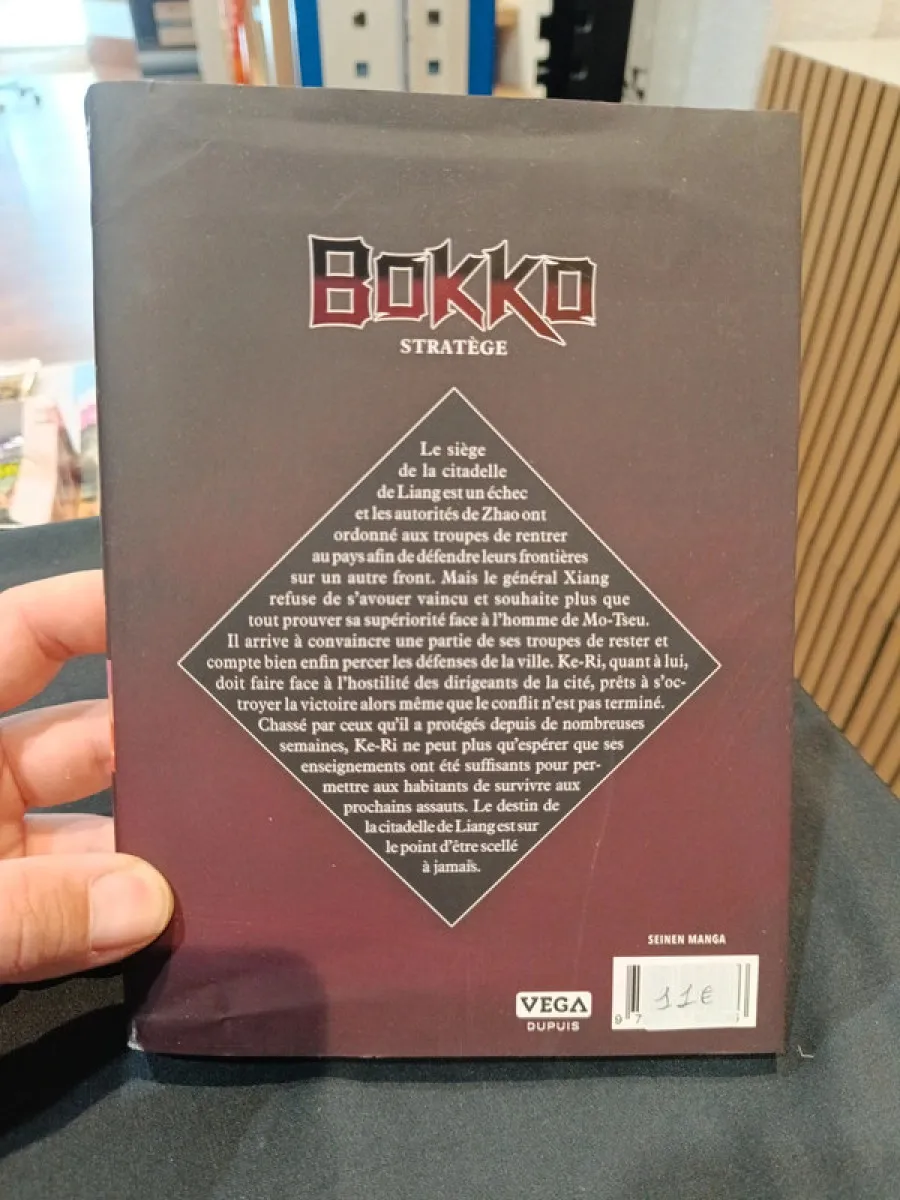 BOKKO
STRATÈGE
Le siège
de la citadelle
de Liang est un échec
et les autorités de Zhao ont
ordonné aux troupes de rentrer
au pays afin de défendre leurs frontières
sur un autre front. Mais le général Xiang
refuse de s'avouer vaincu et souhaite plus que
tout prouver sa supériorité face à l'homme de Mo-Tseu.
Il arrive à convaincre une partie de ses troupes de rester et
compte bien enfin percer les défenses de la ville. Ke-Ri, quant à lui,
doit faire face à l'hostilité des dirigeants de la cité, prêts à s'oc-
troyer la victoire alors même que le conflit n'est pas terminé.
Chassé par ceux qu'il a protégés depuis de nombreuses
semaines, Ke-Ri ne peut plus qu'espérer que ses
enseignements ont été suffisants pour per-
mettre aux habitants de survivre aux
prochains assauts. Le destin de
la citadelle de Liang est sur
le point d'être scellé
à jamais.
SEINEN MANGA
11€
9 7
VEGA
DUPUIS